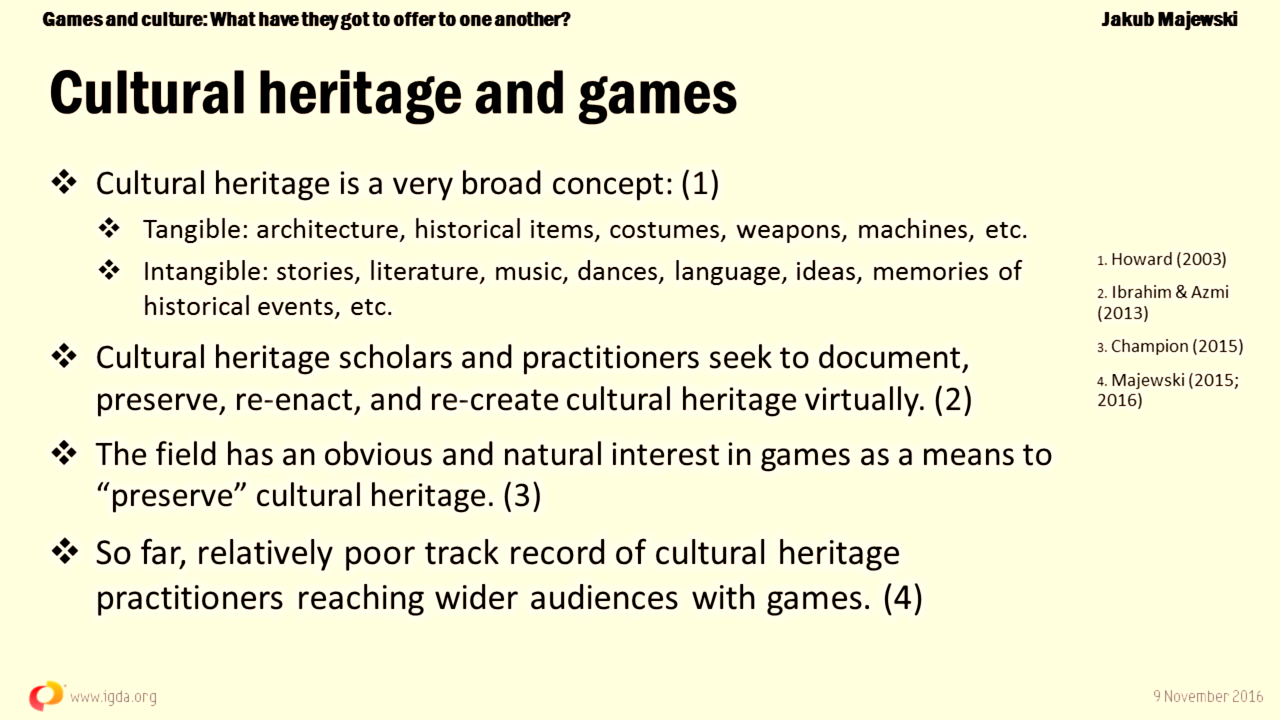 Games and culture: What have they got to offer to one another?
Jakub Majewski
Cultural heritage and games
❖ Cultural heritage is a very broad concept: (1)
❖ Tangible: architecture, historical items, costumes, weapons, machines, etc.
❖ Intangible: stories, literature, music, dances, language, ideas, memories of
historical events, etc.
❖ Cultural heritage scholars and practitioners seek to document,
preserve, re-enact, and re-create cultural heritage virtually. (2)
❖ The field has an obvious and natural interest in games as a means to
“preserve” cultural heritage. (3)
❖ So far, relatively poor track record of cultural heritage
practitioners reaching wider audiences with games. (4)
1. Howard (2003)
2. Ibrahim & Azmi
(2013)
3. Champion (2015)
4. Majewski (2015;
2016)
www.igda.org
9 November 2016